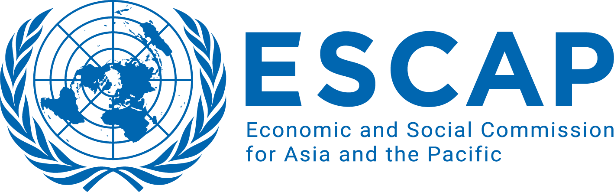 ESCAP
Economic and Social Commission
for Asia and the Pacific